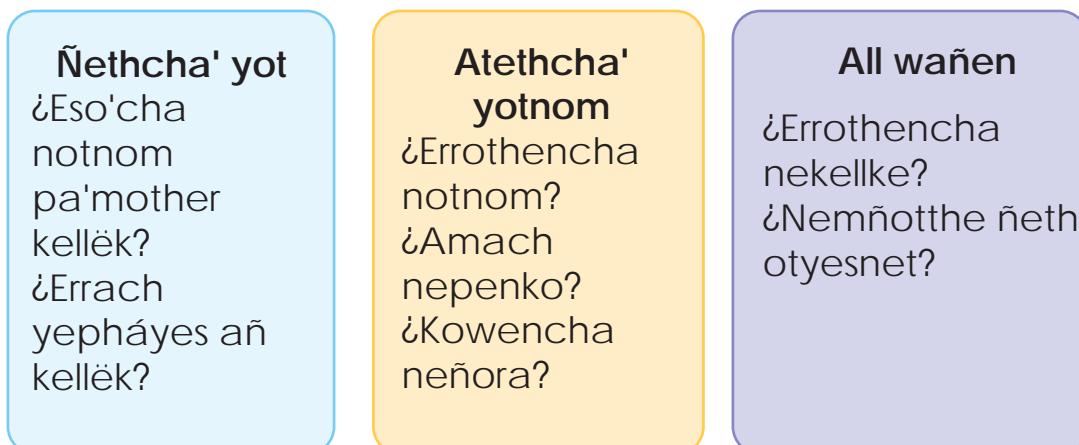 Ñethcha' yot
¿Eso'cha
notnom
pa'mother
kellëk?
¿Errach
yepháyes añ
kellëk?
Atethcha'
yotnom
¿Errothencha
notnom?
¿Amach
nepenko?
¿Kowencha
neñora?
All wañen
¿Errothencha
nekellke?
¿Nemñotthe ñeth
otyesnet?